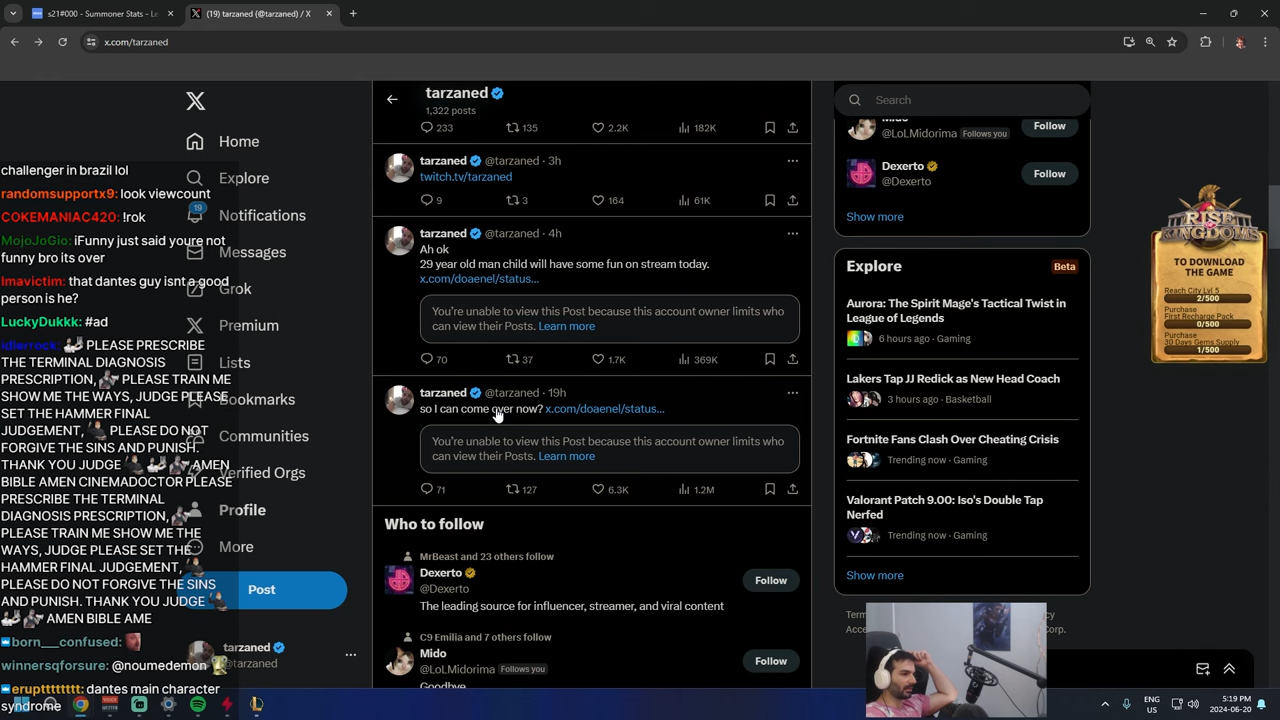 s21#000 - Summoner Stats - Le
(19) tarzaned (@tarzaned) / X
x.com/tarzaned
challenger in brazil lol
randomsupportx9: look viewcount
COKEMANIAC420: !rok
MojoJoGio: iFunny just said youre not
funny bro its over
Imavictim: that dantes guy isnt a good
person is he?
LuckyDukkk: #ad
PLEASE PRESCRIBE
THE TERMINAL DIAGNOSIS
PRESCRIPTION, PLEASE TRAIN ME
SHOW ME THE WAYS, JUDGE PLEASE
SET THE HAMMER FINAL
JUDGEMENT, PLEASE DO NOT
FORGIVE THE SINS AND PUNISH.
THANK YOU JUDGE AMEN
BIBLE AMEN CINEMADOCTOR PLEASE
PRESCRIBE THE TERMINAL
DIAGNOSIS PRESCRIPTION,
PLEASE TRAIN ME SHOW ME THE
WAYS, JUDGE PLEASE SET THE
HAMMER FINAL JUDGEMENT,
PLEASE DO NOT FORGIVE THE SINS
AND PUNISH. THANK YOU JUDGE
AMEN BIBLE AME
born__confused:
winnersqforsure: @noumedemon
eruptttttttt: dantes main character
syndrome
Home
Explore
19
Notifications
Messages
Grok
Premium
Lists
Bookmarks
Communities
Verified Orgs
Profile
More
Post
tarzaned
@tarzaned
tarzaned
1,322 posts
233 135 2.2K 182K
tarzaned @tarzaned · 3h
twitch.tv/tarzaned
9 3 164 61K
tarzaned @tarzaned · 4h
Ah ok
29 year old man child will have some fun on stream today.
x.com/doaenel/status...
You're unable to view this Post because this account owner limits who
can view their Posts. Learn more
70 37 1.7K 369K
tarzaned @tarzaned · 19h
so I can come over now? x.com/doaenel/status...
You're unable to view this Post because this account owner limits who
can view their Posts. Learn more
71 127 6.3K 1.2M
Who to follow
MrBeast and 23 others follow
Dexerto
@Dexerto
Follow
The leading source for influencer, streamer, and viral content
C9 Emilia and 7 others follow
Mido
@LoLMidorima Follows you
Follow
Goodbye
Search
Mido
@LoLMidorima Follows you
Follow
Dexerto
@Dexerto
Follow
Show more
Explore
Beta
Aurora: The Spirit Mage's Tactical Twist in
League of Legends
6 hours ago · Gaming
Lakers Tap JJ Redick as New Head Coach
3 hours ago · Basketball
Fortnite Fans Clash Over Cheating Crisis
Trending now · Gaming
Valorant Patch 9.00: Iso's Double Tap
Nerfed
Trending now · Gaming
Show more
Corp.
RISE
KINGDOMS
TO DOWNLOAD
THE GAME
Reach City Lvl 5
2/500
Purchase
First Recharge Pack
0/500
Purchase
30 Days Gems Supply
1/500
ENG
US
5:19 PM
2024-06-20